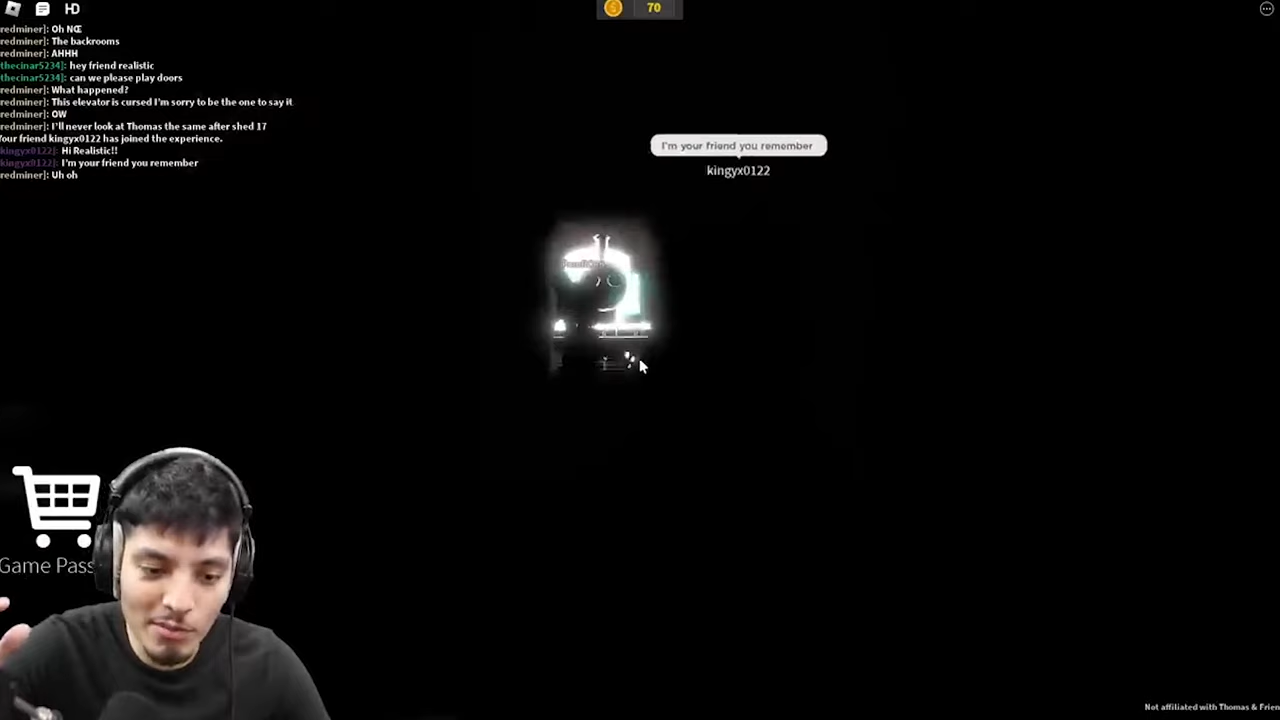 HD
70
redminer]: Oh NŒ
redminer]: The backrooms
redminer]: AHHH
thecinar5234]: hey friend realistic
thecinar5234]: can we please play doors
redminer]: What happened?
redminer]: This elevator is cursed I'm sorry to be the one to say it
redminer]: OW
redminer]: I'll never look at Thomas the same after shed 17
Your friend kingyx0122 has joined the experience.
kingyx0122]: Hi Realistic!!
kingyx0122]: I'm your friend you remember
redminer]: Uh oh
I'm your friend you remember
kingyx0122
Game Pass
Not affiliated with Thomas & Frien